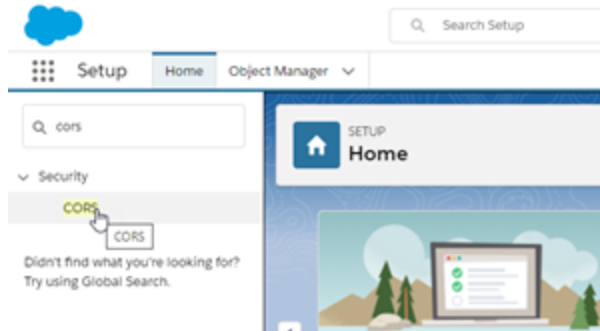 Search Setup
Setup
Home
Object Manager
cors
SETUP
Home
Security
CORS
CORS
Didn't find what you're looking for?
Try using Global Search.